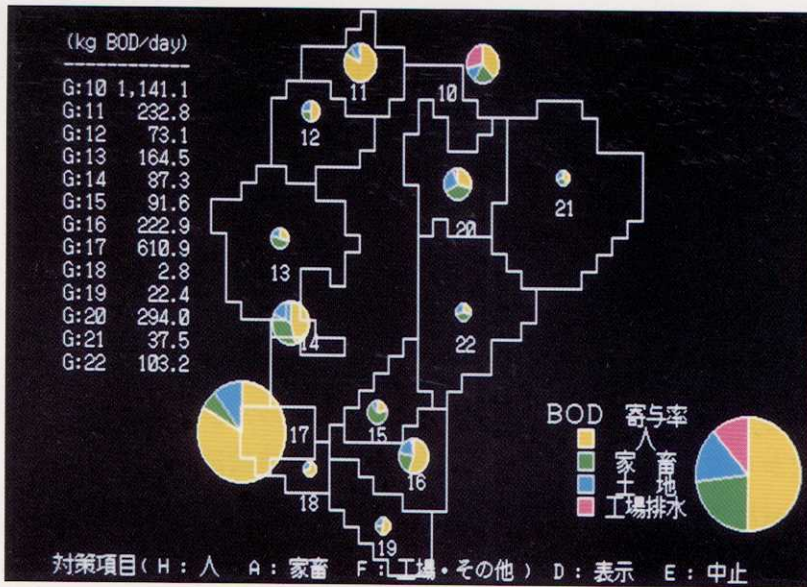 (kg BOD/day)
------------
G:10 1,141.1
G:11 232.8
G:12 73.1
G:13 164.5
G:14 87.3
G:15 91.6
G:16 222.9
G:17 610.9
G:18 2.8
G:19 22.4
G:20 294.0
G:21 37.5
G:22 103.2
11
10
12
20
21
13
22
14
15
17
16
18
19
BOD 寄与率
人
家 畜
土 地
工場排水
対策項目( H : 人 A : 家畜 F : 工場・その他 ) D : 表示 E : 中止